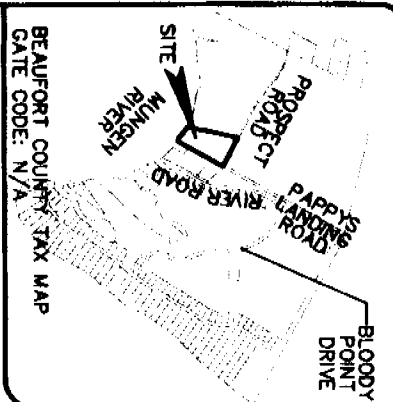 BLOODY
POINT
DRIVE
PAPPYS
LANDING
ROAD
PROSPECT
ROAD
RIVER ROAD
SITE
MUNGEN
RIVER
BEAUFORT COUNTY TAX MAP
GATE CODE: N/A